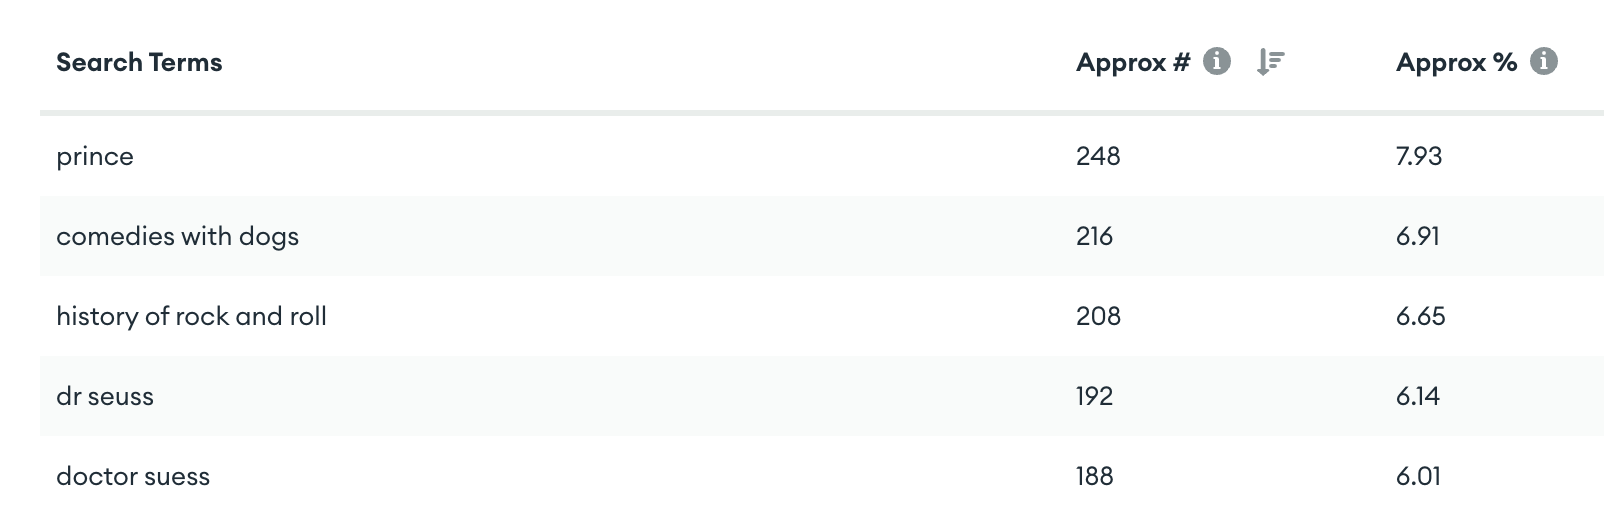 Search Terms Approx # Approx %
prince 248 7.93
comedies with dogs 216 6.91
history of rock and roll 208 6.65
dr seuss 192 6.14
doctor suess 188 6.01